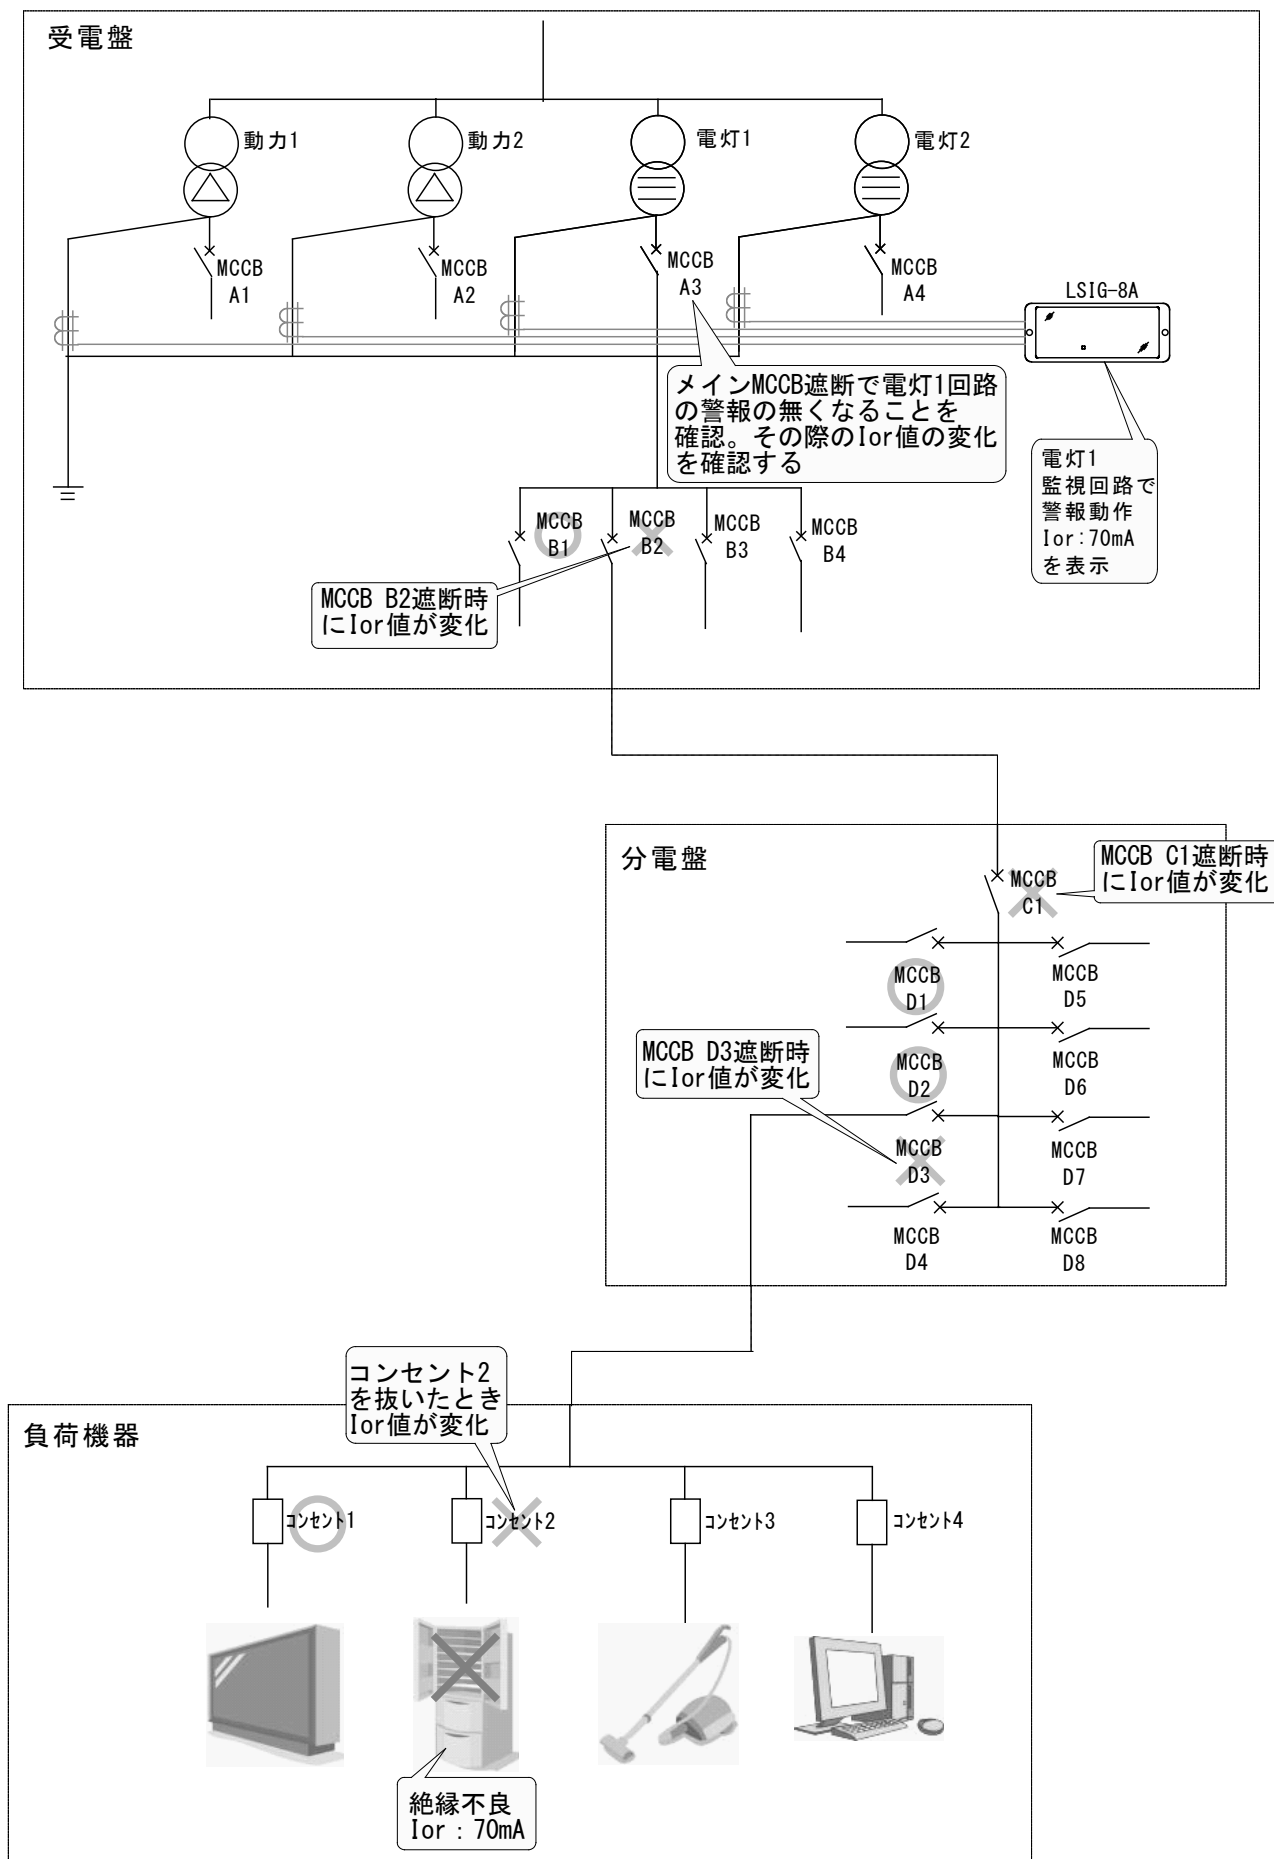 受電盤
動力1
動力2
電灯1
電灯2
MCCB
A1
MCCB
A2
MCCB
A3
MCCB
A4
LSIG-8A
メインMCCB遮断で電灯1回路
の警報の無くなることを
確認。その際のIor値の変化
を確認する
電灯1
監視回路で
警報動作
Ior:70mA
を表示
MCCB
B1
MCCB
B2
MCCB
B3
MCCB
B4
MCCB B2遮断時
にIor値が変化
分電盤
MCCB
C1
MCCB C1遮断時
にIor値が変化
MCCB
D1
MCCB
D5
MCCB D3遮断時
にIor値が変化
MCCB
D2
MCCB
D6
MCCB
D3
MCCB
D7
MCCB
D4
MCCB
D8
コンセント2
を抜いたとき
Ior値が変化
負荷機器
コンセント1
コンセント2
コンセント3
コンセント4
絶縁不良
Ior：70mA